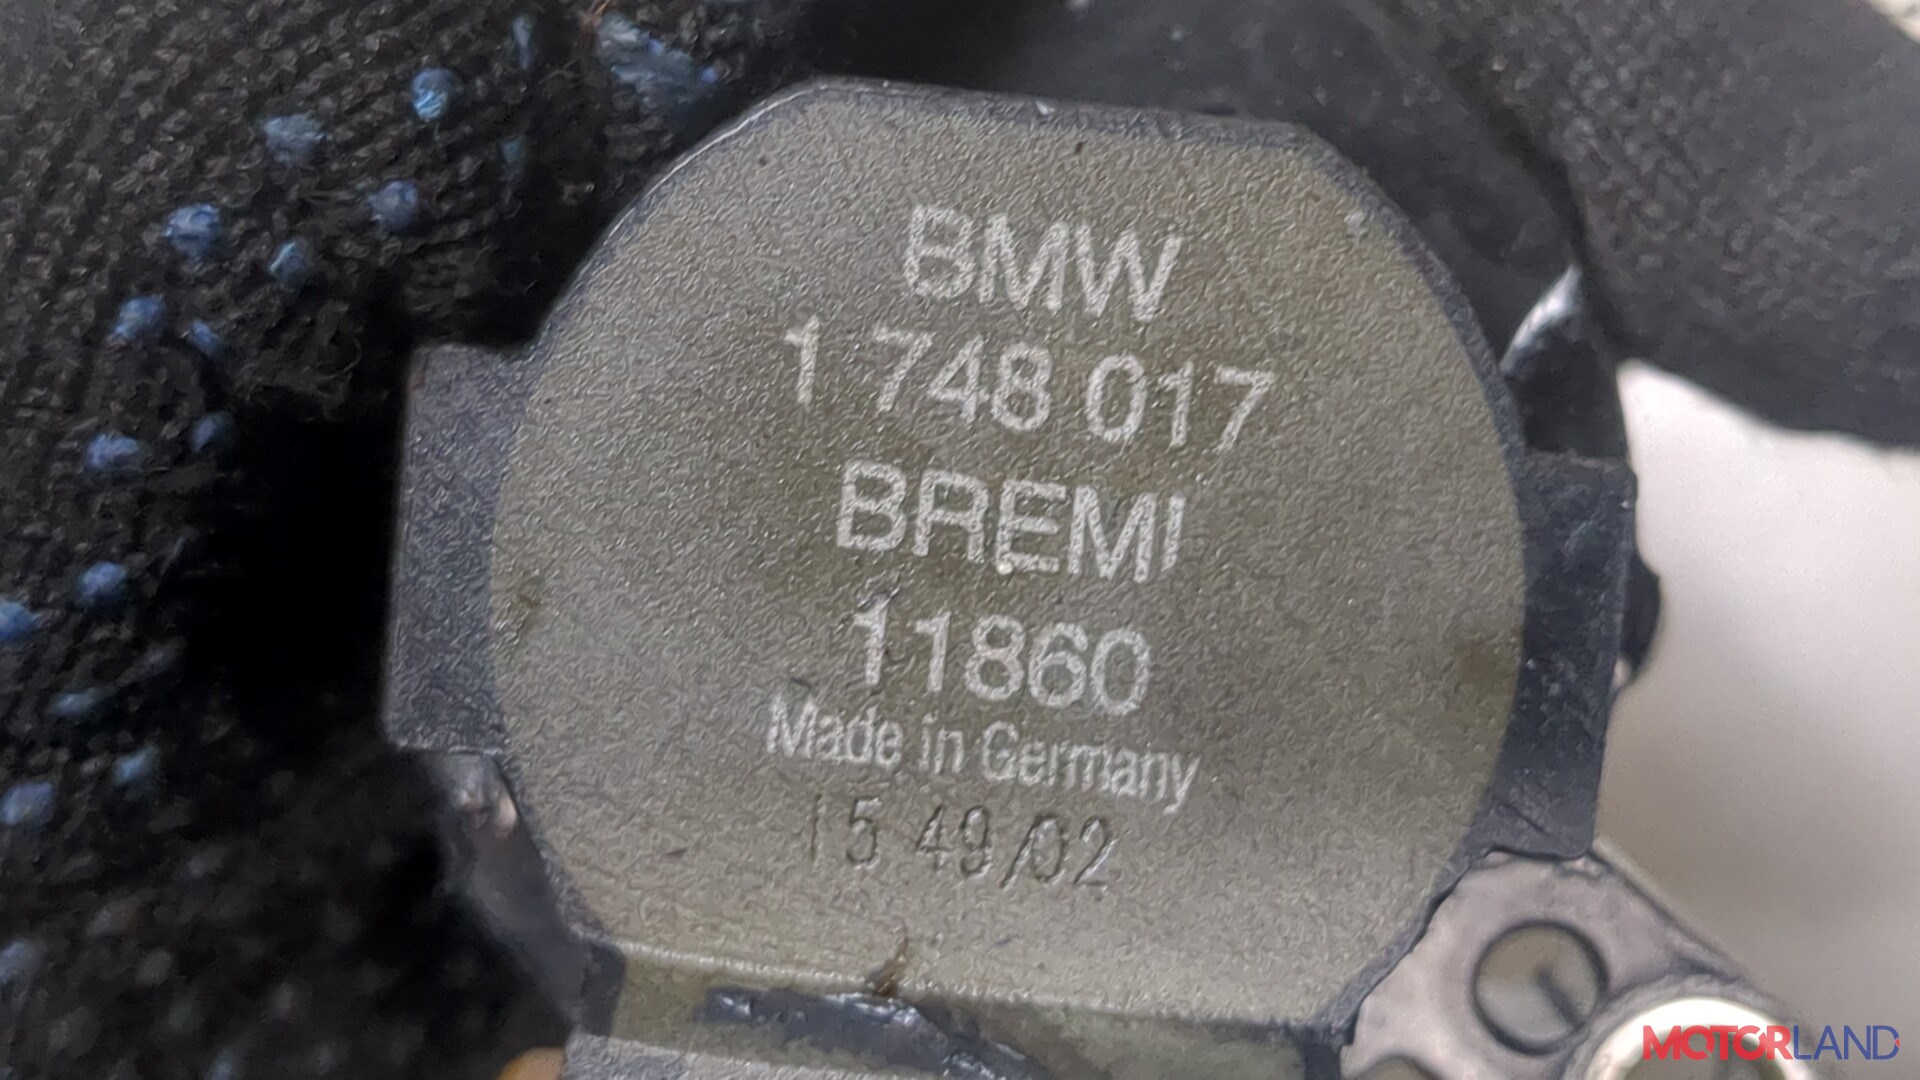 BMW
1 748 017
BREMI
11860
Made in Germany
15 49/02
MOTORLAND